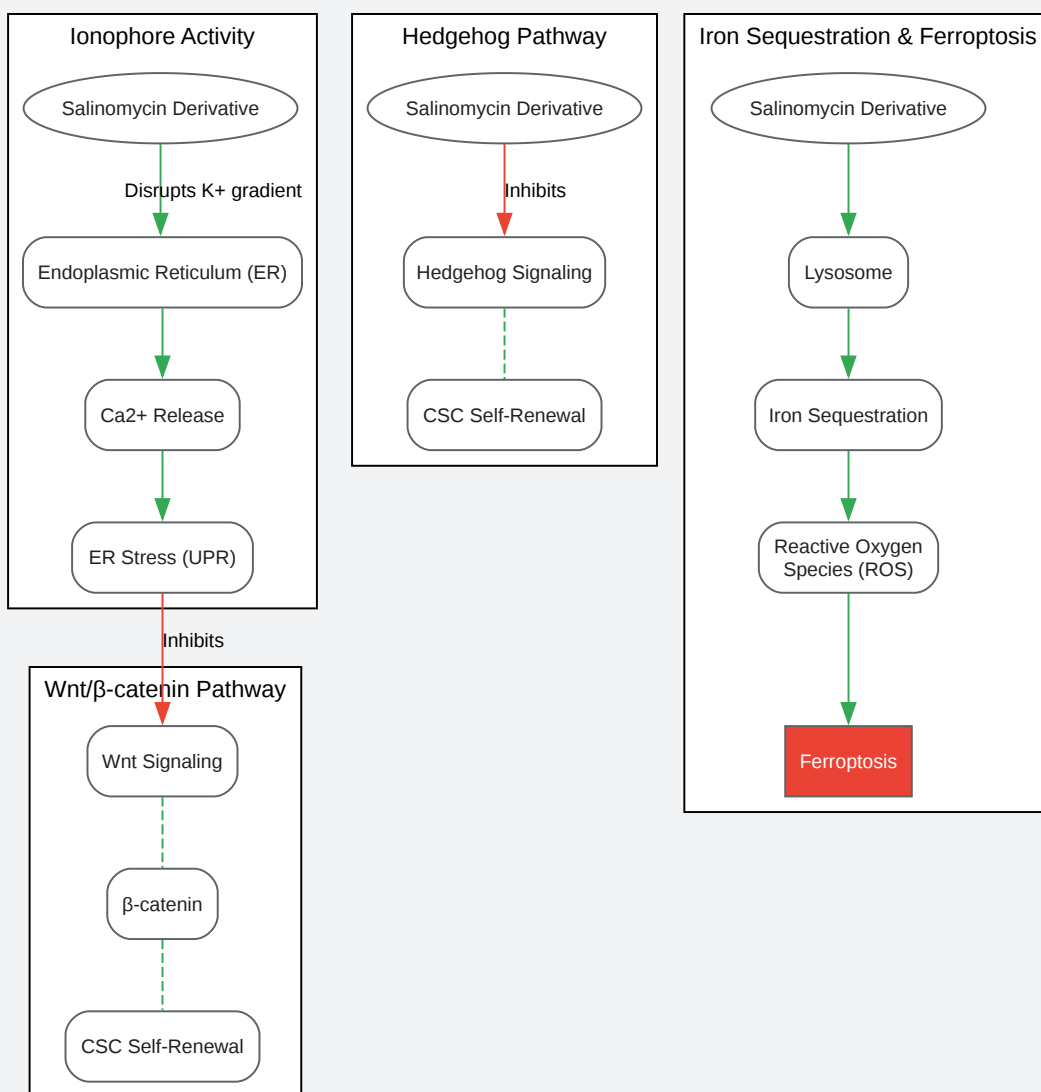 Ionophore Activity
Salinomycin Derivative
Disrupts K+ gradient
Endoplasmic Reticulum (ER)
Ca2+ Release
ER Stress (UPR)
Inhibits
Wnt/β-catenin Pathway
Wnt Signaling
β-catenin
CSC Self-Renewal
Hedgehog Pathway
Salinomycin Derivative
Inhibits
Hedgehog Signaling
CSC Self-Renewal
Iron Sequestration & Ferroptosis
Salinomycin Derivative
Lysosome
Iron Sequestration
Reactive Oxygen
Species (ROS)
Ferroptosis